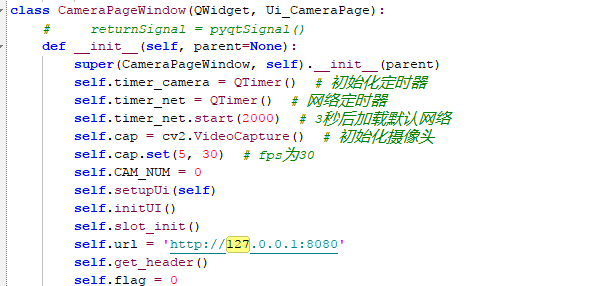 class CameraPageWindow(QWidget, Ui_CameraPage):
#     returnSignal = pyqtSignal()
def __init__(self, parent=None):
super(CameraPageWindow, self).__init__(parent)
self.timer_camera = QTimer()  # 初始化定时器
self.timer_net = QTimer()  # 网络定时器
self.timer_net.start(2000)  # 3秒后加载默认网络
self.cap = cv2.VideoCapture()  # 初始化摄像头
self.cap.set(5, 30)  # fps为30
self.CAM_NUM = 0
self.setupUi(self)
self.initUI()
self.slot_init()
self.url = 'http://127.0.0.1:8080'
self.get_header()
self.flag = 0